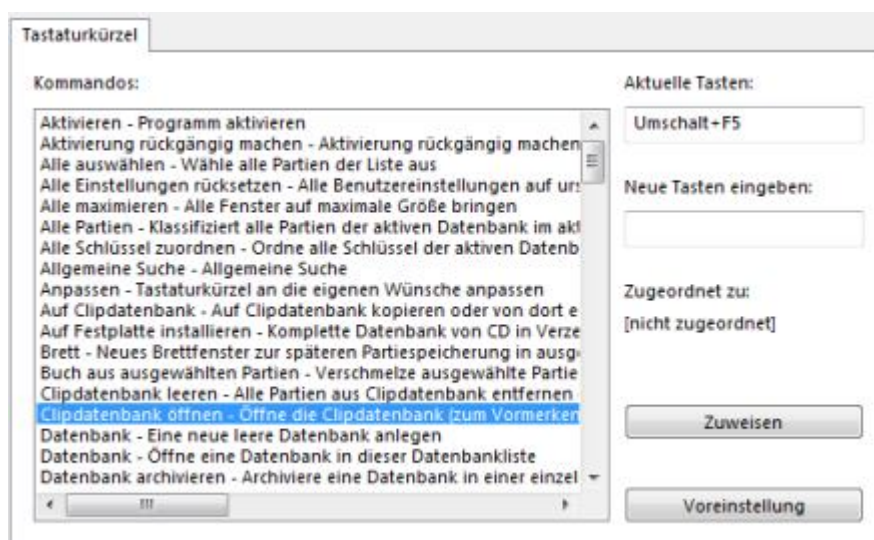 Tastaturkürzel
Kommandos:
Aktivieren - Programm aktivieren
Aktivierung rückgängig machen - Aktivierung rückgängig machen
Alle auswählen - Wähle alle Partien der Liste aus
Alle Einstellungen rücksetzen - Alle Benutzereinstellungen auf urs
Alle maximieren - Alle Fenster auf maximale Größe bringen
Alle Partien - Klassifiziert alle Partien der aktiven Datenbank im akt
Alle Schlüssel zuordnen - Ordne alle Schlüssel der aktiven Datenb
Allgemeine Suche - Allgemeine Suche
Anpassen - Tastaturkürzel an die eigenen Wünsche anpassen
Auf Clipdatenbank - Auf Clipdatenbank kopieren oder von dort e
Auf Festplatte installieren - Komplette Datenbank von CD in Verze
Brett - Neues Brettfenster zur späteren Partiespeicherung in ausg
Buch aus ausgewählten Partien - Verschmelze ausgewählte Partie
Clipdatenbank leeren - Alle Partien aus Clipdatenbank entfernen
Clipdatenbank öffnen - Öffne die Clipdatenbank (zum Vormerken
Datenbank - Eine neue leere Datenbank anlegen
Datenbank - Öffne eine Datenbank in dieser Datenbankliste
Datenbank archivieren - Archiviere eine Datenbank in einer einzel
Aktuelle Tasten:
Umschalt+F5
Neue Tasten eingeben:
Zugeordnet zu:
[nicht zugeordnet]
Zuweisen
Voreinstellung